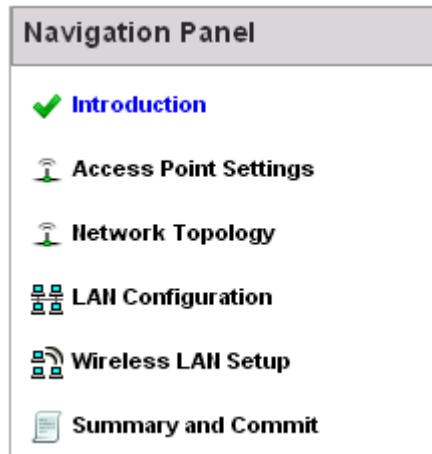 Navigation Panel
Introduction
Access Point Settings
Network Topology
LAN Configuration
Wireless LAN Setup
Summary and Commit